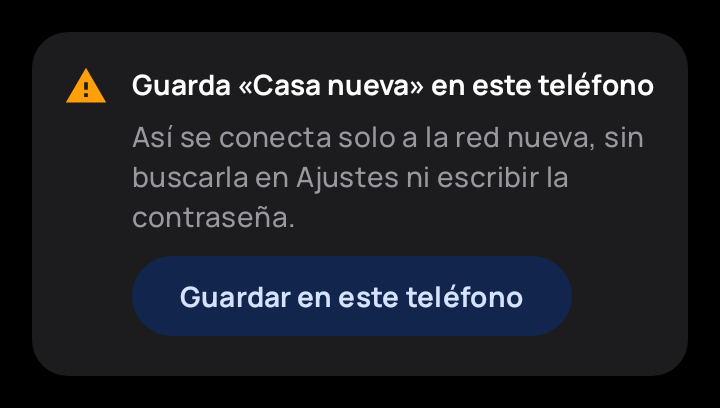 Guarda «Casa nueva» en este teléfono
Así se conecta solo a la red nueva, sin
buscarla en Ajustes ni escribir la
contraseña.
Guardar en este teléfono